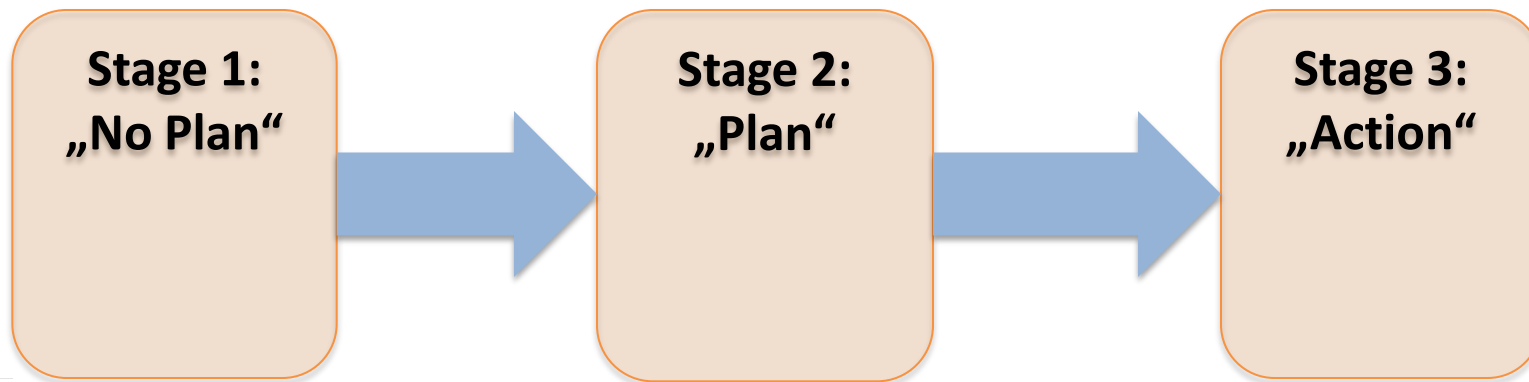 Stage 1:
„No Plan“
Stage 2:
„Plan“
Stage 3:
„Action“